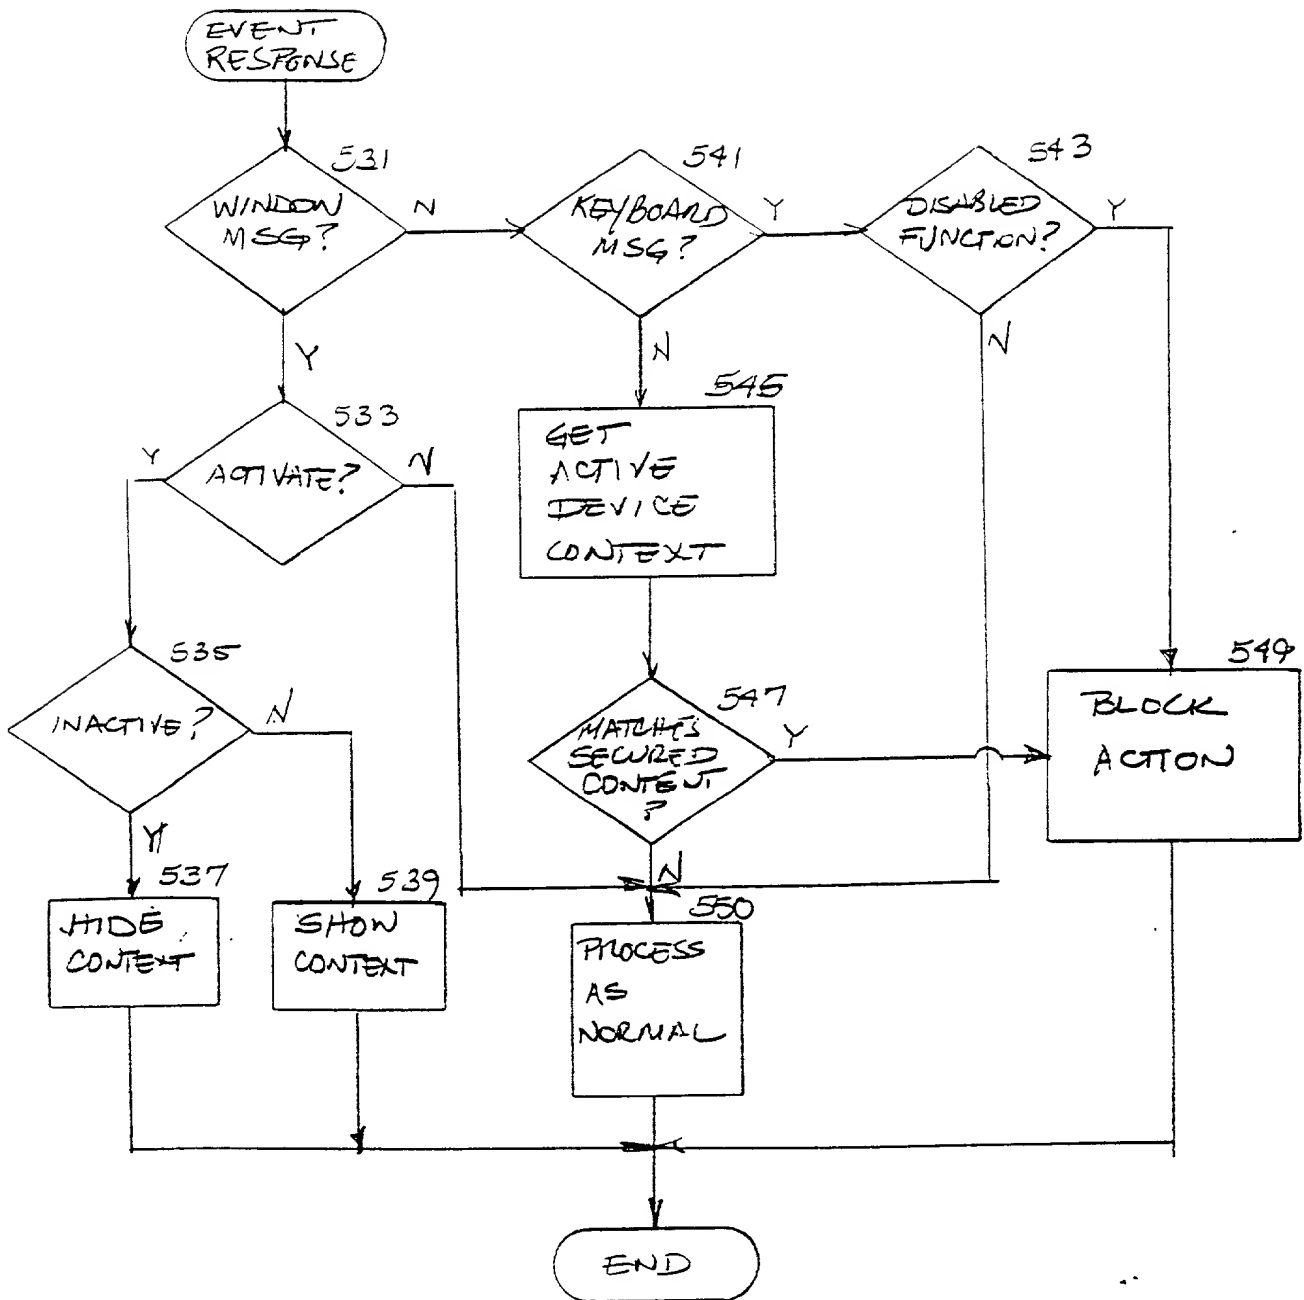 EVENT
RESPONSE
531
WINDOW
MSG?
N
Y
541
KEYBOARD
MSG?
Y
N
543
DISABLED
FUNCTION?
Y
N
533
ACTIVATE?
Y
N
545
GET
ACTIVE
DEVICE
CONTEXT
535
INACTIVE?
N
Y
547
MATCHES
SECURED
CONTENT
?
Y
N
549
BLOCK
ACTION
537
HIDE
CONTEXT
539
SHOW
CONTEXT
550
PROCESS
AS
NORMAL
END